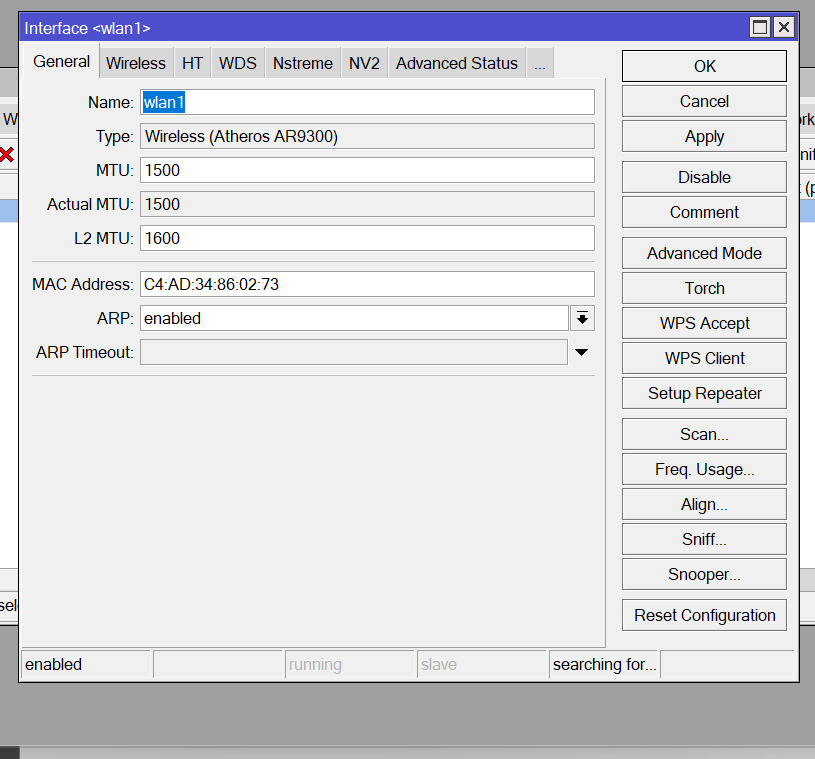 Interface <wlan1>
General Wireless HT WDS Nstreme NV2 Advanced Status ...
Name: wlan1
Type: Wireless (Atheros AR9300)
MTU: 1500
Actual MTU: 1500
L2 MTU: 1600
MAC Address: C4:AD:34:86:02:73
ARP: enabled
ARP Timeout:
OK
Cancel
Apply
Disable
Comment
Advanced Mode
Torch
WPS Accept
WPS Client
Setup Repeater
Scan...
Freq. Usage...
Align...
Sniff...
Snooper...
Reset Configuration
enabled running slave searching for...